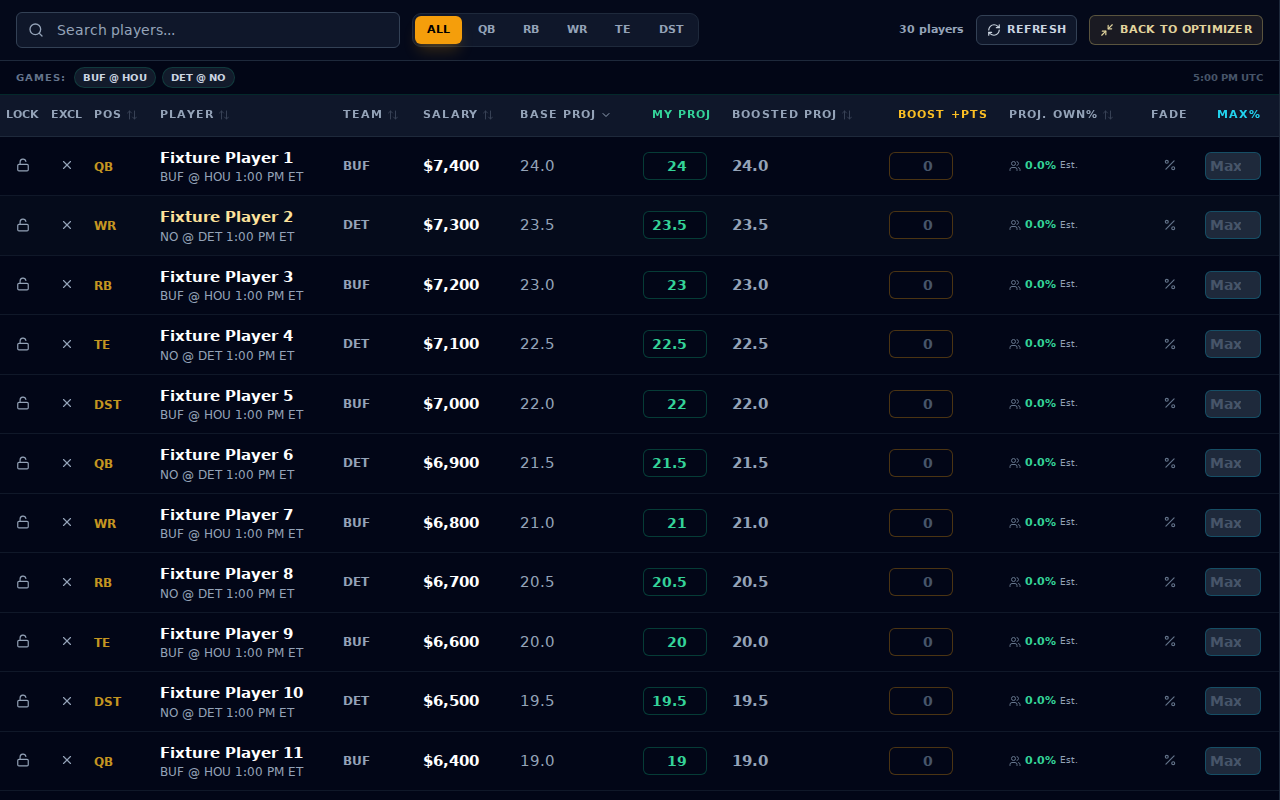 Search players... ALL QB RB WR TE DST 30 players REFRESH BACK TO OPTIMIZER
GAMES: BUF @ HOU DET @ NO 5:00 PM UTC
LOCK EXCL POS PLAYER TEAM SALARY BASE PROJ MY PROJ BOOSTED PROJ BOOST +PTS PROJ. OWN% FADE MAX%
QB Fixture Player 1 BUF $7,400 24.0 24 24.0 0 0.0% Est. % Max
BUF @ HOU 1:00 PM ET
WR Fixture Player 2 DET $7,300 23.5 23.5 23.5 0 0.0% Est. % Max
NO @ DET 1:00 PM ET
RB Fixture Player 3 BUF $7,200 23.0 23 23.0 0 0.0% Est. % Max
BUF @ HOU 1:00 PM ET
TE Fixture Player 4 DET $7,100 22.5 22.5 22.5 0 0.0% Est. % Max
NO @ DET 1:00 PM ET
DST Fixture Player 5 BUF $7,000 22.0 22 22.0 0 0.0% Est. % Max
BUF @ HOU 1:00 PM ET
QB Fixture Player 6 DET $6,900 21.5 21.5 21.5 0 0.0% Est. % Max
NO @ DET 1:00 PM ET
WR Fixture Player 7 BUF $6,800 21.0 21 21.0 0 0.0% Est. % Max
BUF @ HOU 1:00 PM ET
RB Fixture Player 8 DET $6,700 20.5 20.5 20.5 0 0.0% Est. % Max
NO @ DET 1:00 PM ET
TE Fixture Player 9 BUF $6,600 20.0 20 20.0 0 0.0% Est. % Max
BUF @ HOU 1:00 PM ET
DST Fixture Player 10 DET $6,500 19.5 19.5 19.5 0 0.0% Est. % Max
NO @ DET 1:00 PM ET
QB Fixture Player 11 BUF $6,400 19.0 19 19.0 0 0.0% Est. % Max
BUF @ HOU 1:00 PM ET